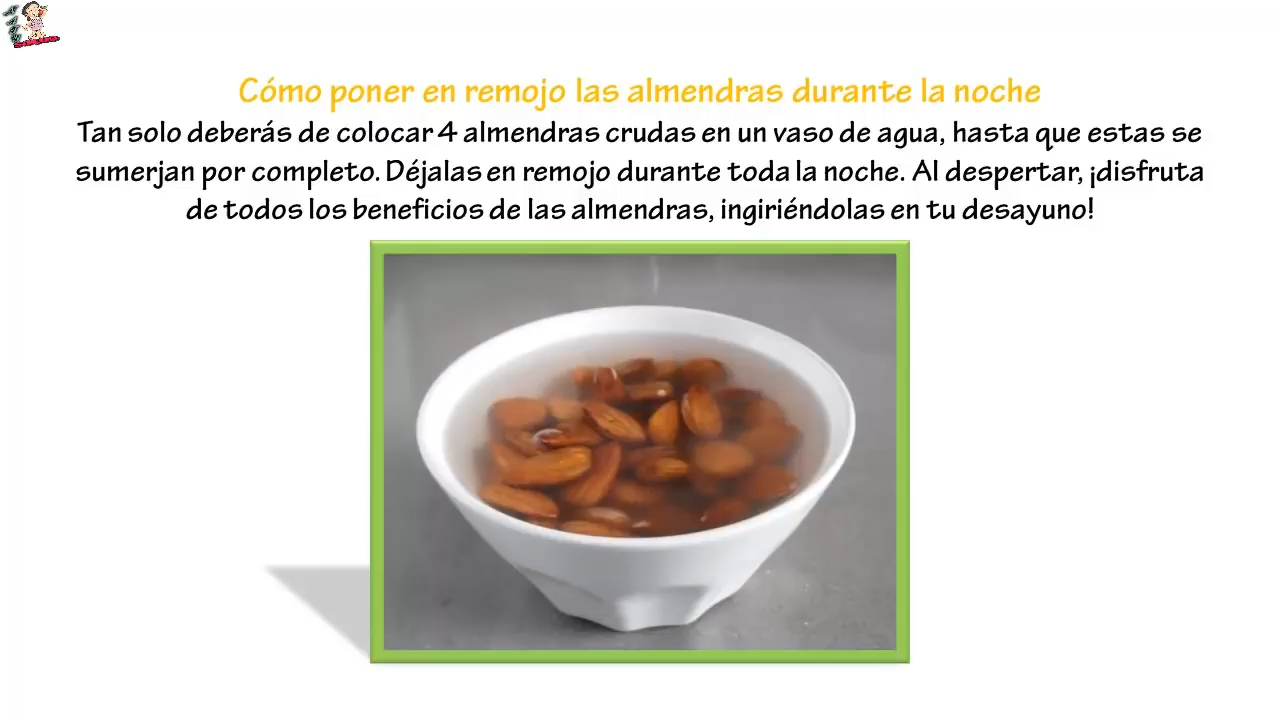 Cómo poner en remojo las almendras durante la noche
Tan solo deberás de colocar 4 almendras crudas en un vaso de agua, hasta que estas se
sumerjan por completo. Déjalas en remojo durante toda la noche. Al despertar, ¡disfruta
de todos los beneficios de las almendras, ingiriéndolas en tu desayuno!